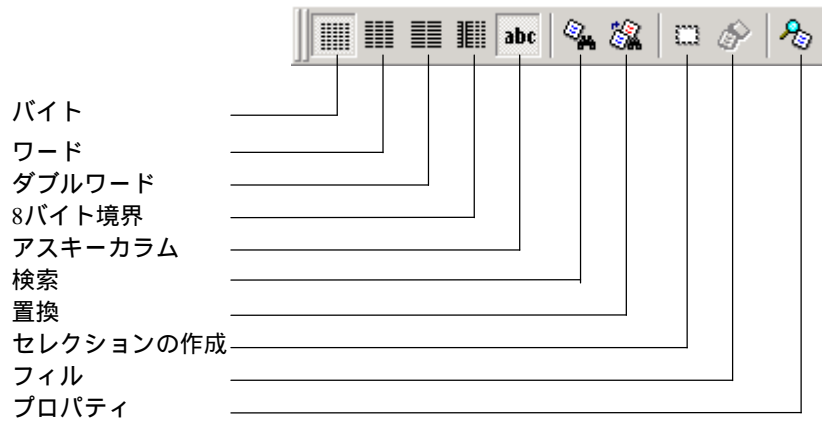 abc
バイト
ワード
ダブルワード
8バイト境界
アスキーカラム
検索
置換
セレクションの作成
フィル
プロパティ